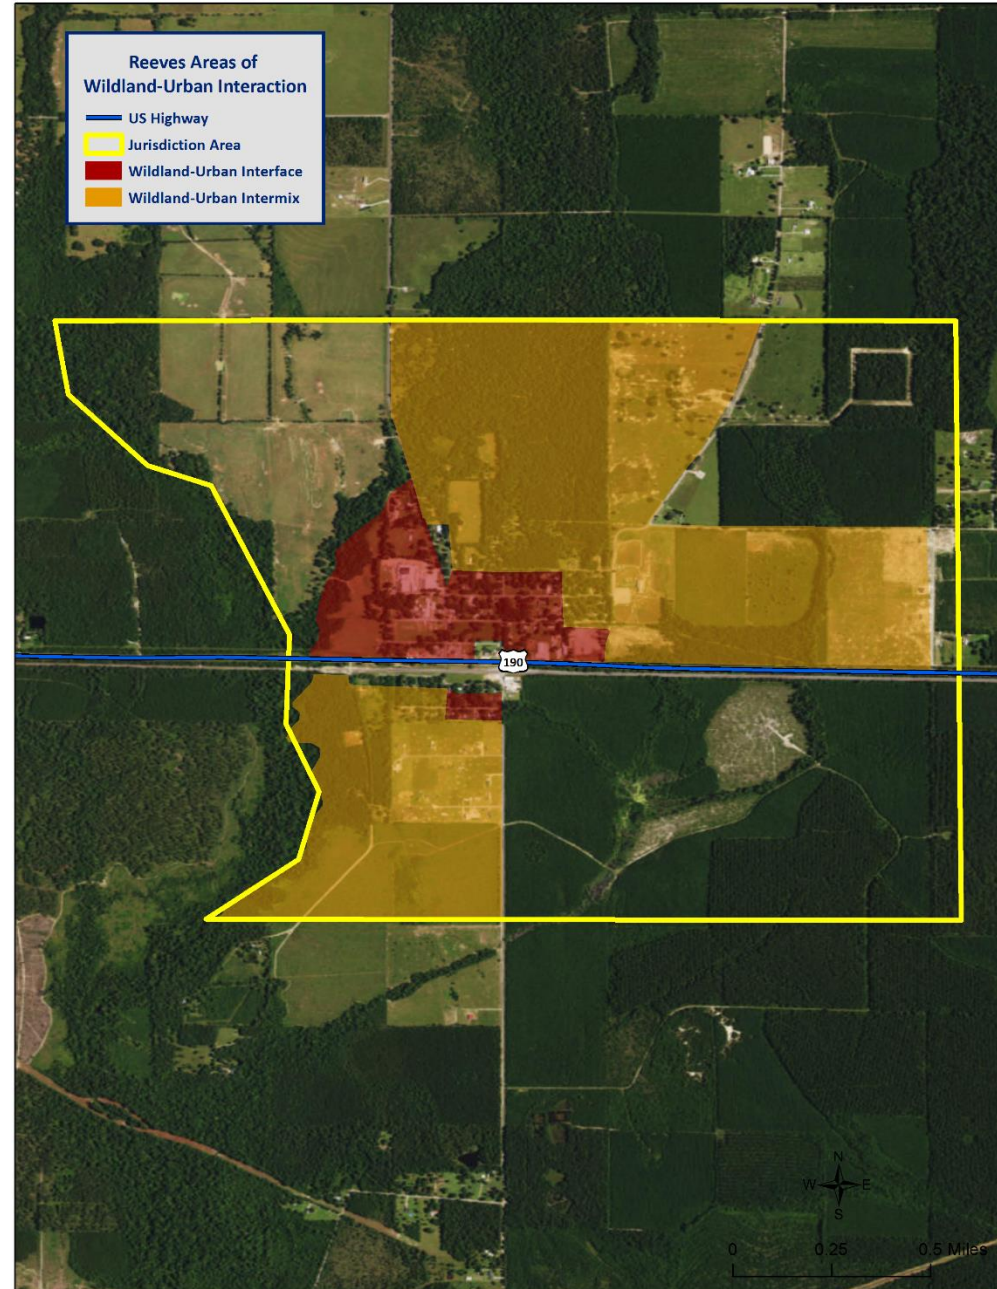 Reeves Areas of
Wildland-Urban Interaction
US Highway
Jurisdiction Area
Wildland-Urban Interface
Wildland-Urban Intermix
190
N
W E
S
0 0.25 0.5 Miles